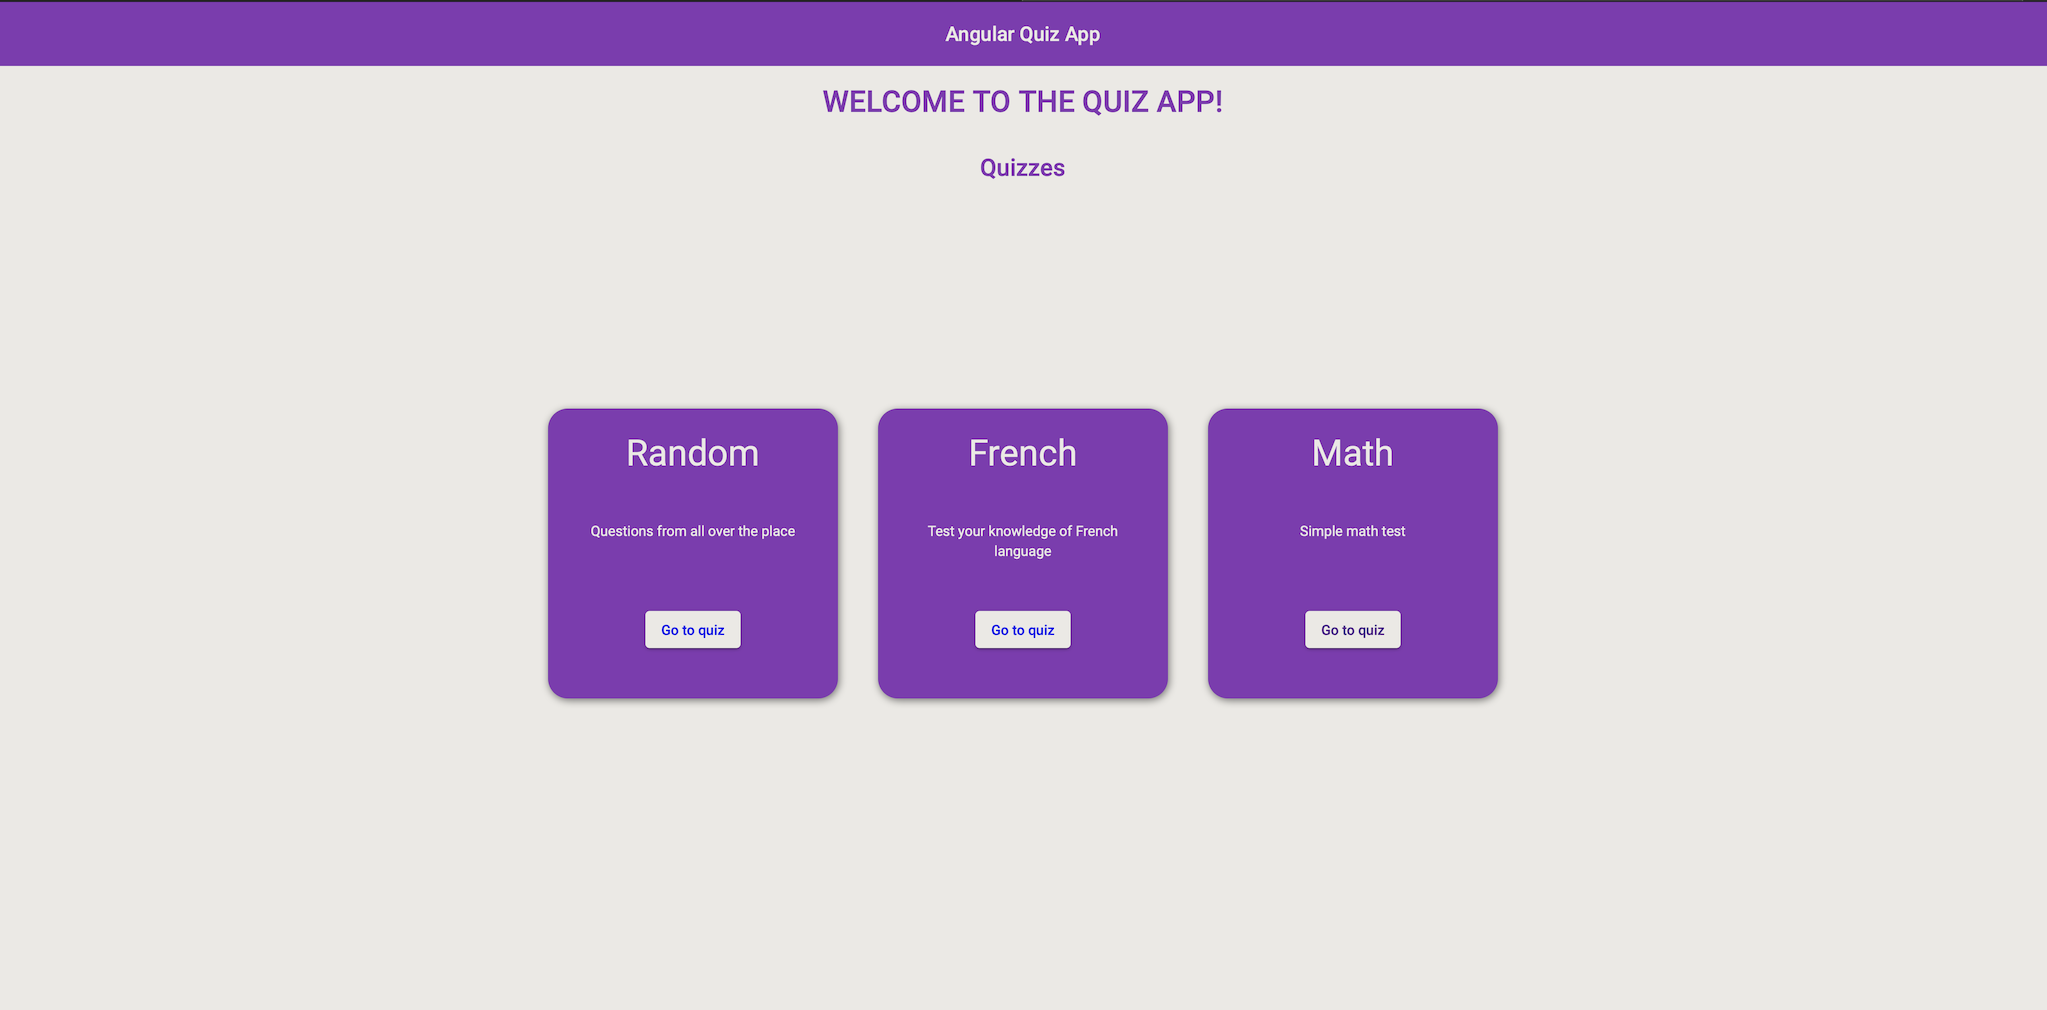 Angular Quiz App
WELCOME TO THE QUIZ APP!
Quizzes
Random
Questions from all over the place
Go to quiz
French
Test your knowledge of French
language
Go to quiz
Math
Simple math test
Go to quiz